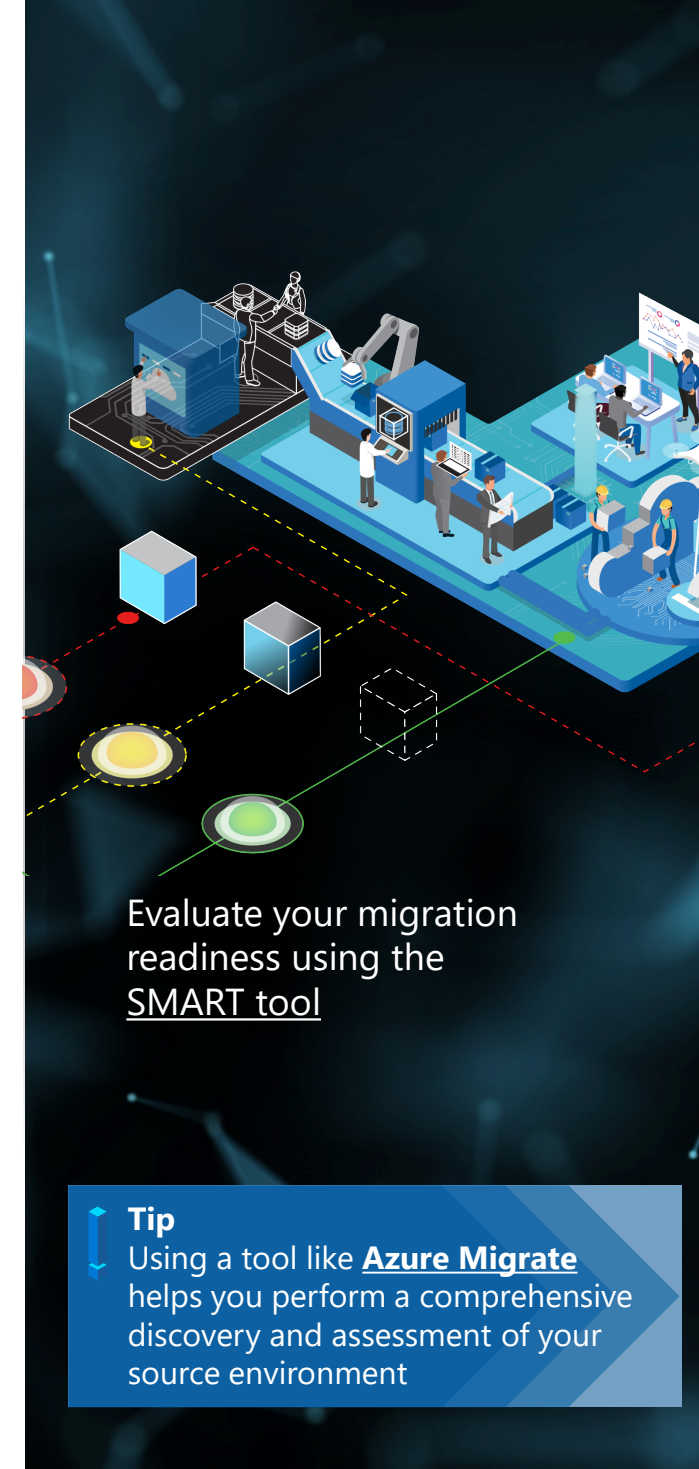 Evaluate your migration
readiness using the
SMART tool
Tip
Using a tool like Azure Migrate
helps you perform a comprehensive
discovery and assessment of your
source environment